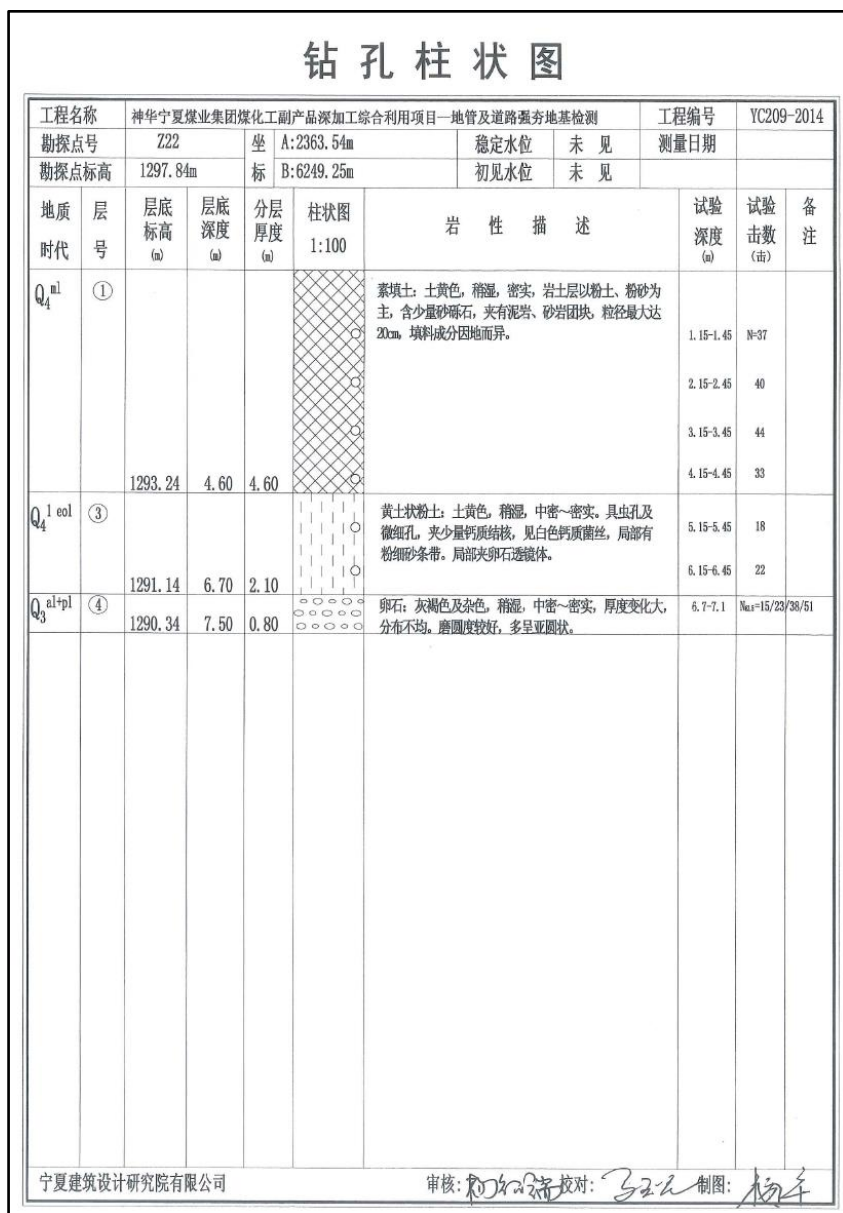 钻孔柱状图
工程名称 神华宁夏煤业集团煤化工副产品深加工综合利用项目—地管及道路强夯地基检测 工程编号 YC209-2014
勘探点号 Z22 坐 A:2363.54m 稳定水位 未 见 测量日期
勘探点标高 1297.84m 标 B:6249.25m 初见水位 未 见
地质 层 层底 层底 分层 柱状图 岩 性 描 述 试验 试验 备
标高 深度 厚度 深度 击数 注
时代 号 (m) (m) (m) 1:100 (m) (击)
Q₄ᵐˡ ① 素填土: 土黄色, 稍湿, 密实, 岩土层以粉土、粉砂为
主, 含少量砂砾石, 夹有泥岩、砂岩团块, 粒径最大达
20cm, 填料成分因地而异。 1.15-1.45 N=37
2.15-2.45 40
3.15-3.45 44
4.15-4.45 33
1293.24 4.60 4.60
Q₄¹ ᵉᵒˡ ③ 黄土状粉土: 土黄色, 稍湿, 中密~密实。具虫孔及
微细孔, 夹少量钙质结核, 见白色钙质菌丝, 局部有 5.15-5.45 18
粉细砂条带。局部夹卵石透镜体。
6.15-6.45 22
1291.14 6.70 2.10
Q₃ᵃˡ⁺ᵖˡ ④ 卵石: 灰褐色及杂色, 稍湿, 中密~密实, 厚度变化大, 6.7-7.1 =15/23/38/51
1290.34 7.50 0.80 分布不均。磨圆度较好, 多呈亚圆状。
宁夏建筑设计研究院有限公司 审核: 校对: 制图: